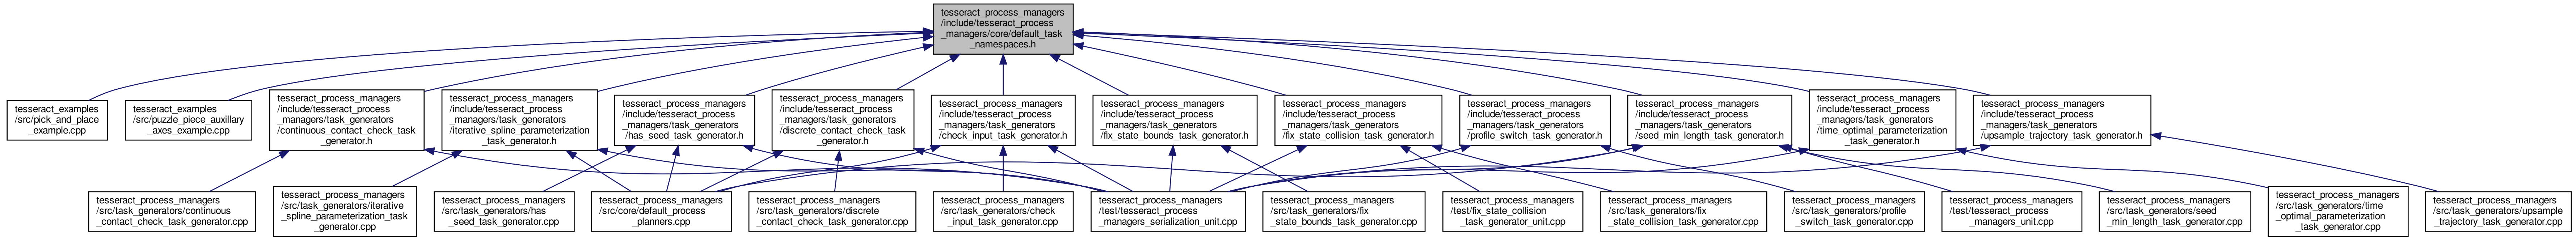 tesseract_process_managers
/include/tesseract_process
_managers/core/default_task
_namespaces.h
tesseract_examples
/src/pick_and_place
_example.cpp
tesseract_examples
/src/puzzle_piece_auxillary
_axes_example.cpp
tesseract_process_managers
/include/tesseract_process
_managers/task_generators
/continuous_contact_check_task
_generator.h
tesseract_process_managers
/include/tesseract_process
_managers/task_generators
/iterative_spline_parameterization
_task_generator.h
tesseract_process_managers
/include/tesseract_process
_managers/task_generators
/has_seed_task_generator.h
tesseract_process_managers
/include/tesseract_process
_managers/task_generators
/discrete_contact_check_task
_generator.h
tesseract_process_managers
/include/tesseract_process
_managers/task_generators
/check_input_task_generator.h
tesseract_process_managers
/include/tesseract_process
_managers/task_generators
/fix_state_bounds_task_generator.h
tesseract_process_managers
/include/tesseract_process
_managers/task_generators
/fix_state_collision_task_generator.h
tesseract_process_managers
/include/tesseract_process
_managers/task_generators
/profile_switch_task_generator.h
tesseract_process_managers
/include/tesseract_process
_managers/task_generators
/seed_min_length_task_generator.h
tesseract_process_managers
/include/tesseract_process
_managers/task_generators
/time_optimal_parameterization
_task_generator.h
tesseract_process_managers
/include/tesseract_process
_managers/task_generators
/upsample_trajectory_task_generator.h
tesseract_process_managers
/src/task_generators/continuous
_contact_check_task_generator.cpp
tesseract_process_managers
/src/task_generators/iterative
_spline_parameterization_task
_generator.cpp
tesseract_process_managers
/src/task_generators/has
_seed_task_generator.cpp
tesseract_process_managers
/src/core/default_process
_planners.cpp
tesseract_process_managers
/src/task_generators/discrete
_contact_check_task_generator.cpp
tesseract_process_managers
/src/task_generators/check
_input_task_generator.cpp
tesseract_process_managers
/test/tesseract_process
_managers_serialization_unit.cpp
tesseract_process_managers
/src/task_generators/fix
_state_bounds_task_generator.cpp
tesseract_process_managers
/test/fix_state_collision
_task_generator_unit.cpp
tesseract_process_managers
/src/task_generators/fix
_state_collision_task_generator.cpp
tesseract_process_managers
/src/task_generators/profile
_switch_task_generator.cpp
tesseract_process_managers
/test/tesseract_process
_managers_unit.cpp
tesseract_process_managers
/src/task_generators/seed
_min_length_task_generator.cpp
tesseract_process_managers
/src/task_generators/time
_optimal_parameterization
_task_generator.cpp
tesseract_process_managers
/src/task_generators/upsample
_trajectory_task_generator.cpp